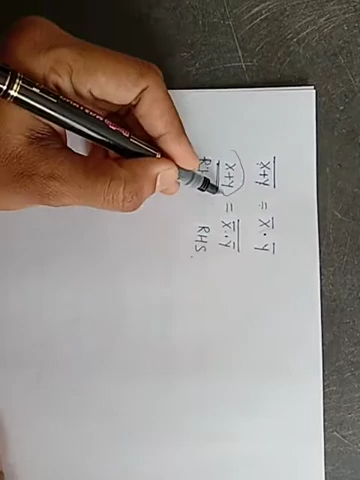 x̅+̅y̅ = x̅ · y̅
x+y = x̿ ̅·̅ y̿
RHS.